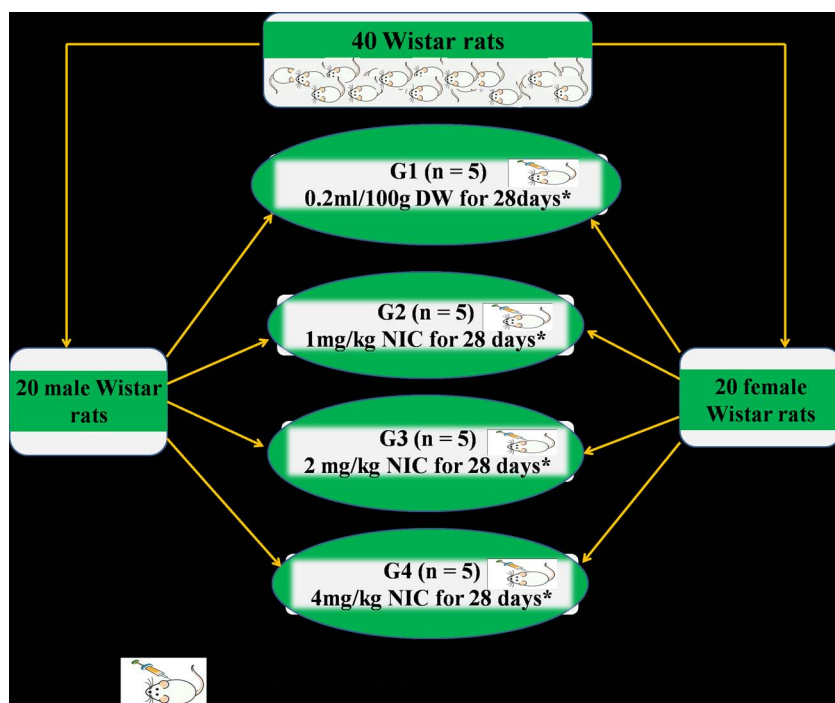 40 Wistar rats
G1 (n = 5)
0.2ml/100g DW for 28days*
G2 (n = 5)
1mg/kg NIC for 28 days*
20 male Wistar
rats
20 female
Wistar rats
G3 (n = 5)
2 mg/kg NIC for 28 days*
G4 (n = 5)
4mg/kg NIC for 28 days*